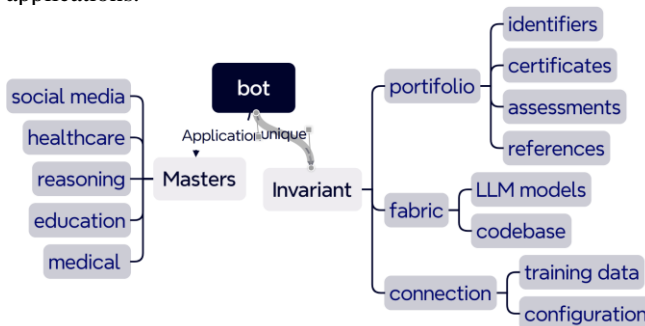 applications.
bot
Application
unique
Masters
social media
healthcare
reasoning
education
medical
Invariant
portifolio
identifiers
certificates
assessments
references
fabric
LLM models
codebase
connection
training data
configuration